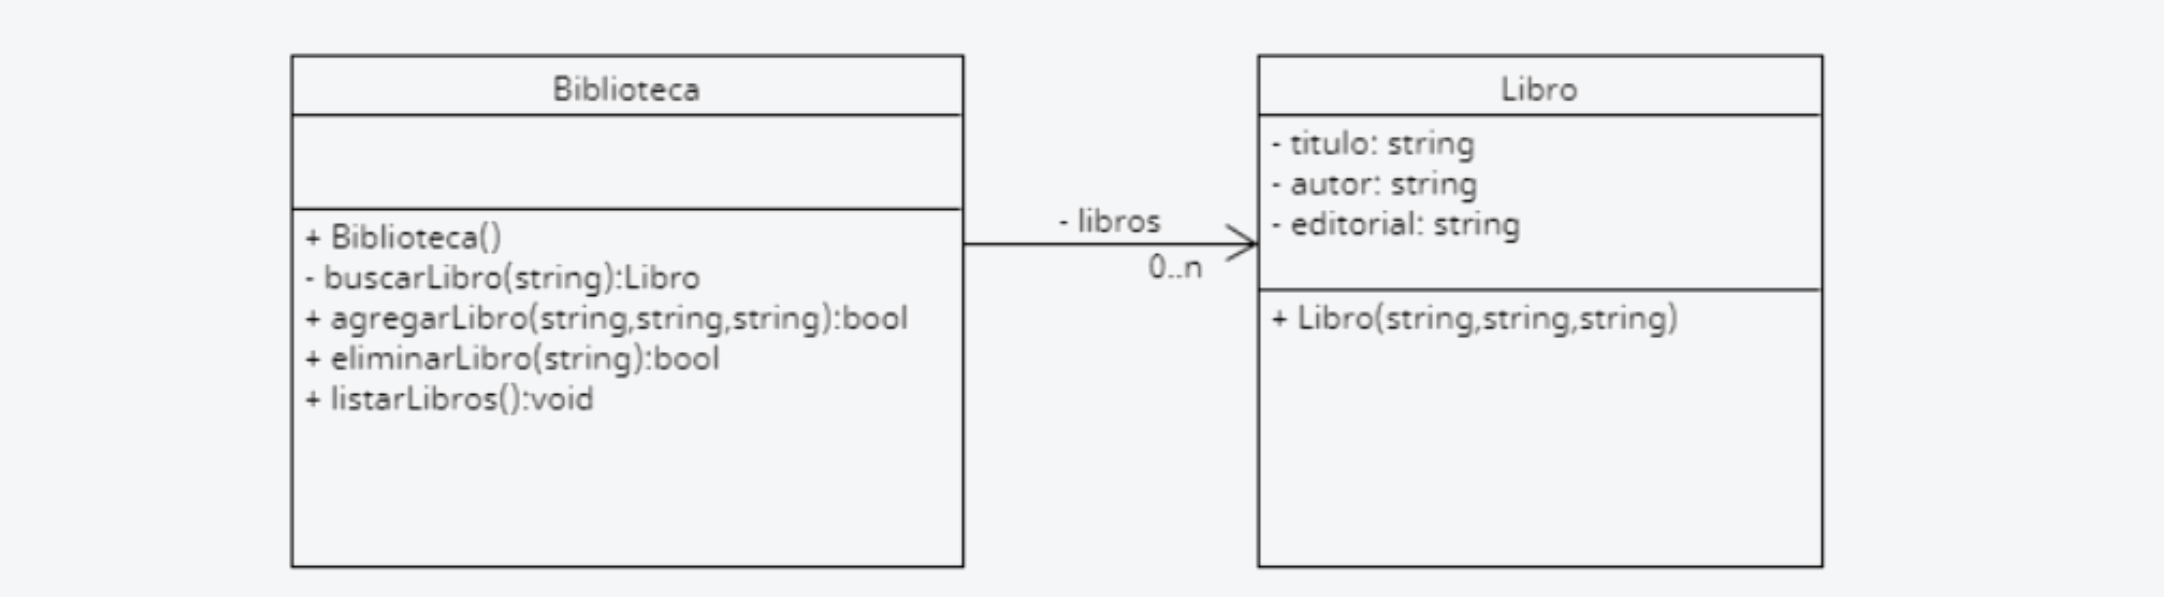 Biblioteca
+ Biblioteca()
- buscarLibro(string):Libro
+ agregarLibro(string,string,string):bool
+ eliminarLibro(string):bool
+ listarLibros():void
- libros
0..n
Libro
- titulo: string
- autor: string
- editorial: string
+ Libro(string,string,string)